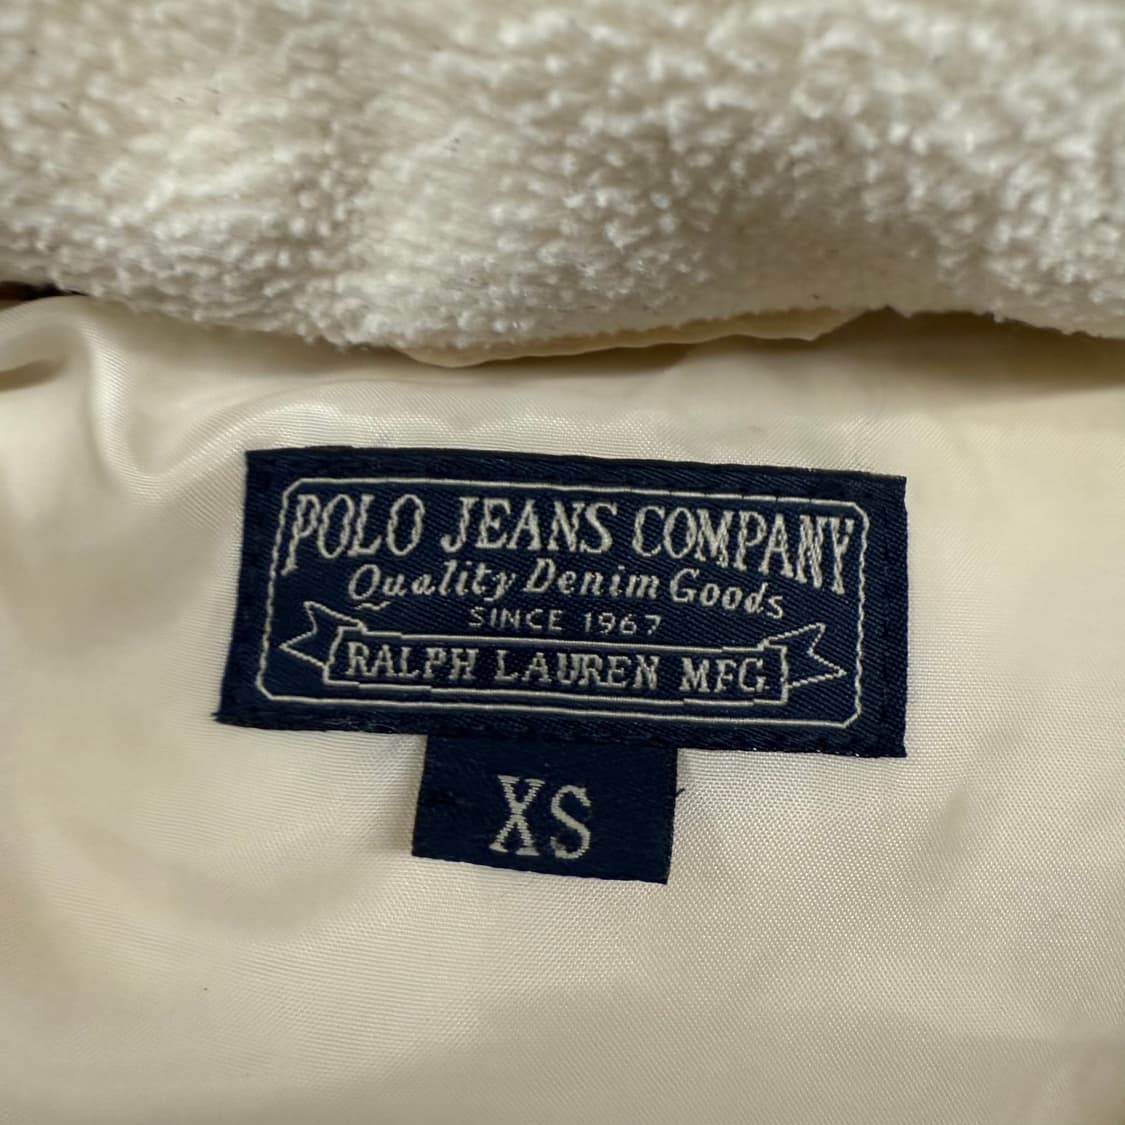 POLO JEANS COMPANY
Quality Denim Goods
SINCE 1967
RALPH LAUREN MFG
XS